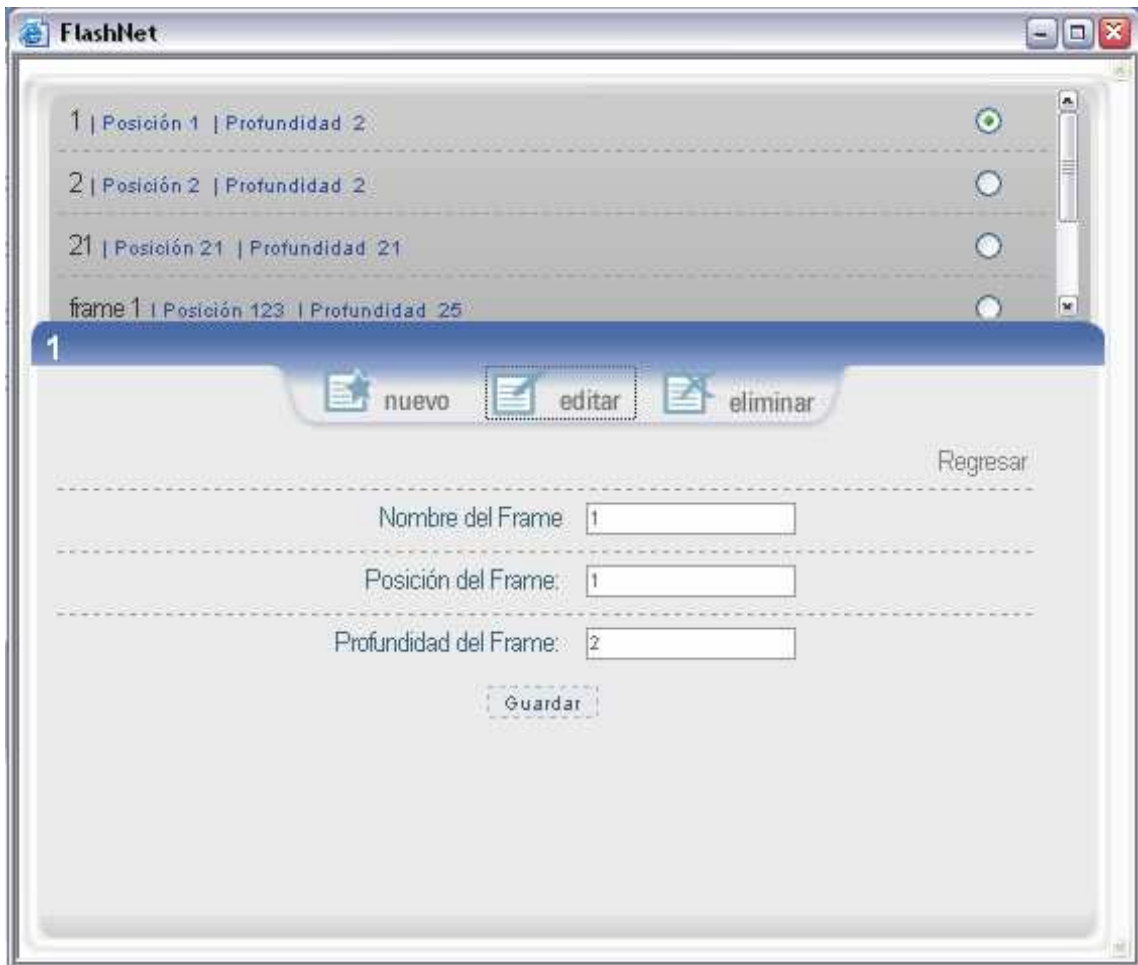 FlashNet
1 | Posición 1 | Profundidad 2
2 | Posición 2 | Profundidad 2
21 | Posición 21 | Profundidad 21
frame 1 | Posición 123 | Profundidad 25
1
nuevo editar eliminar
Regresar
Nombre del Frame 1
Posición del Frame: 1
Profundidad del Frame: 2
Guardar